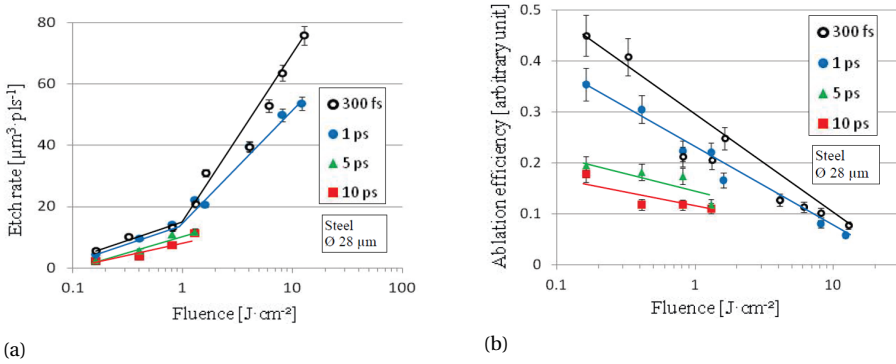 (a)
Etch rate [µm³·pls⁻¹]
80
60
40
20
0
0.1
1
10
100
Fluence [J·cm⁻²]
300 fs
1 ps
5 ps
10 ps
Steel
Ø 28 µm
(b)
Ablation efficiency [arbitrary unit]
0.5
0.4
0.3
0.2
0.1
0
0.1
1
10
Fluence [J·cm⁻²]
300 fs
1 ps
5 ps
10 ps
Steel
Ø 28 µm